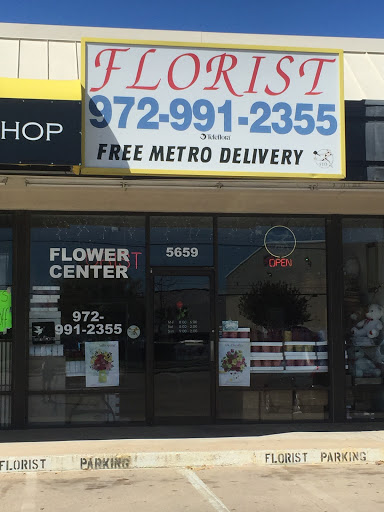 FLORIST
972-991-2355
Teleflora
FREE METRO DELIVERY
HOP
FLOWER
CENTER
5659
OPEN
972-
991-2355
FLORIST PARKING
FLORIST PARKING